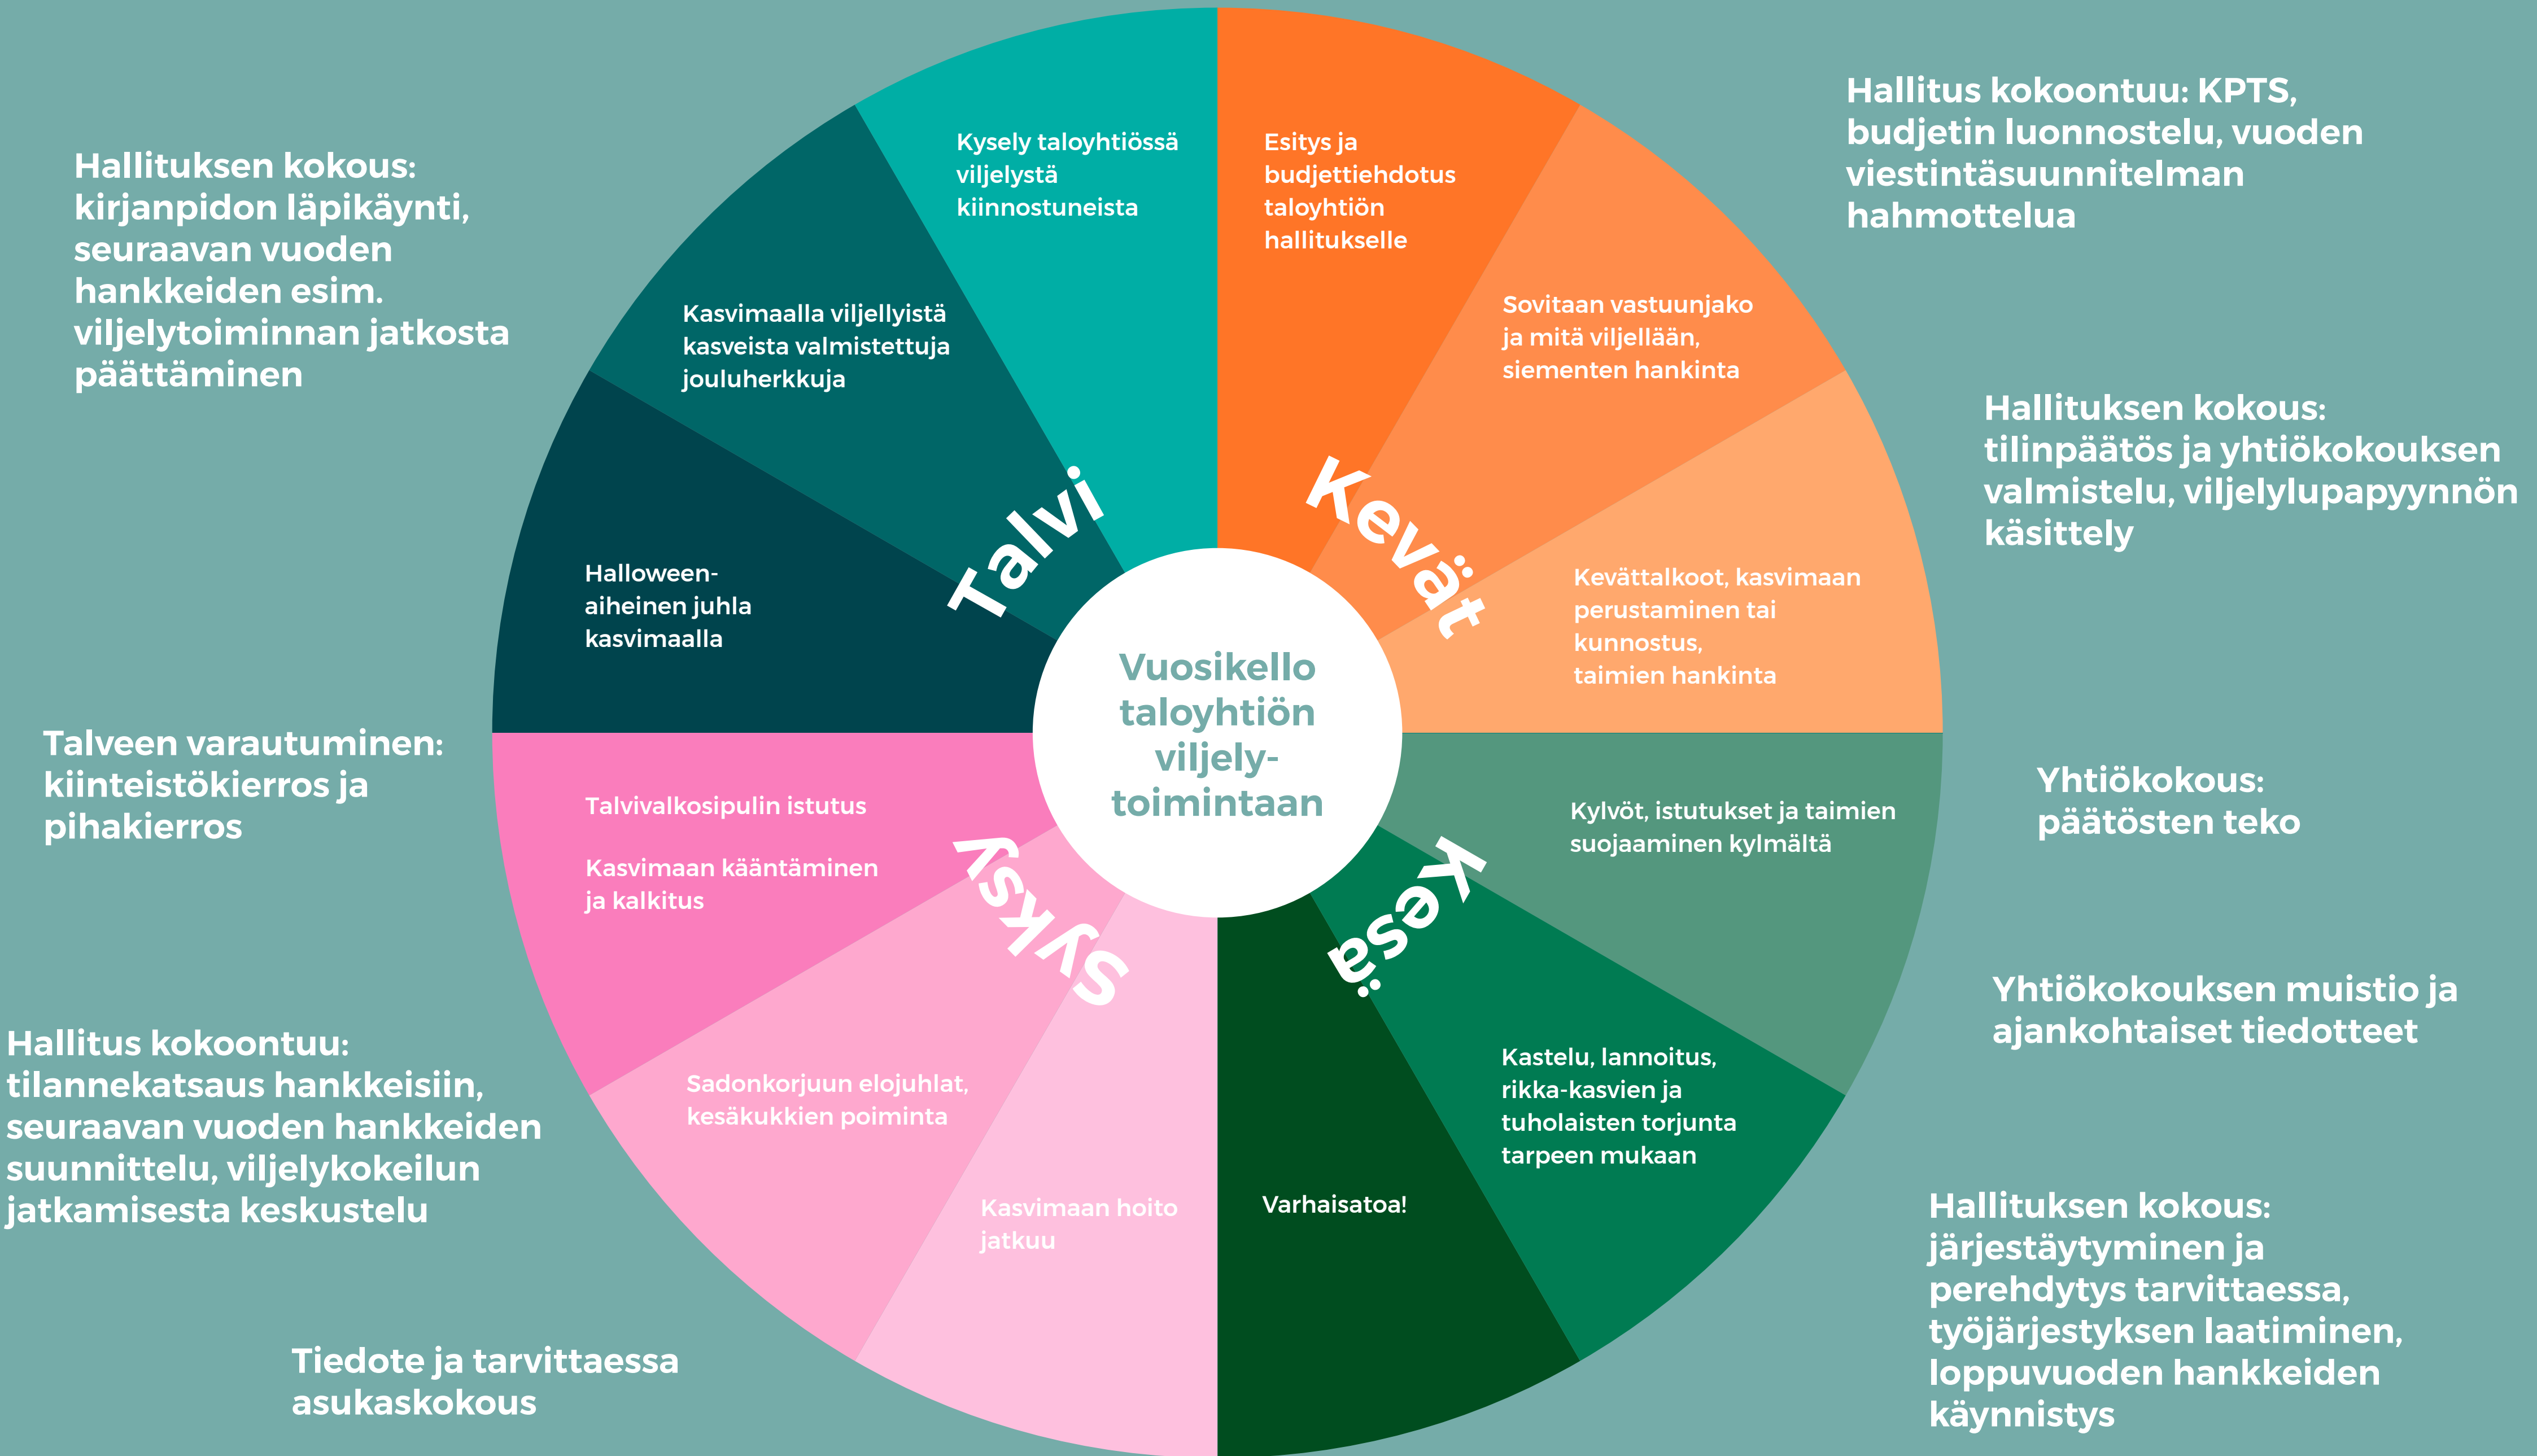 Vuosikello
taloyhtiön
viljely-
toimintaan
Kevät
Esitys ja
budjettiehdotus
taloyhtiön
hallitukselle
Sovitaan vastuunjako
ja mitä viljellään,
siementen hankinta
Kevättalkoot, kasvimaan
perustaminen tai
kunnostus,
taimien hankinta
Kesä
Kylvöt, istutukset ja taimien
suojaaminen kylmältä
Kastelu, lannoitus,
rikka-kasvien ja
tuholaisten torjunta
tarpeen mukaan
Varhaisatoa!
Syksy
Kasvimaan hoito
jatkuu
Sadonkorjuun elojuhlat,
kesäkukkien poiminta
Talvivalkosipulin istutus
Kasvimaan kääntäminen
ja kalkitus
Talvi
Halloween-
aiheinen juhla
kasvimaalla
Kasvimaalla viljellyistä
kasveista valmistettuja
jouluherkkuja
Kysely taloyhtiössä
viljelystä
kiinnostuneista
Hallitus kokoontuu: KPTS,
budjetin luonnostelu, vuoden
viestintäsuunnitelman
hahmottelua
Hallituksen kokous:
tilinpäätös ja yhtiökokouksen
valmistelu, viljelylupapyynnön
käsittely
Yhtiökokous:
päätösten teko
Yhtiökokouksen muistio ja
ajankohtaiset tiedotteet
Hallituksen kokous:
järjestäytyminen ja
perehdytys tarvittaessa,
työjärjestyksen laatiminen,
loppuvuoden hankkeiden
käynnistys
Tiedote ja tarvittaessa
asukaskokous
Hallitus kokoontuu:
tilannekatsaus hankkeisiin,
seuraavan vuoden hankkeiden
suunnittelu, viljelykokeilun
jatkamisesta keskustelu
Talveen varautuminen:
kiinteistökierros ja
pihakierros
Hallituksen kokous:
kirjanpidon läpikäynti,
seuraavan vuoden
hankkeiden esim.
viljelytoiminnan jatkosta
päättäminen